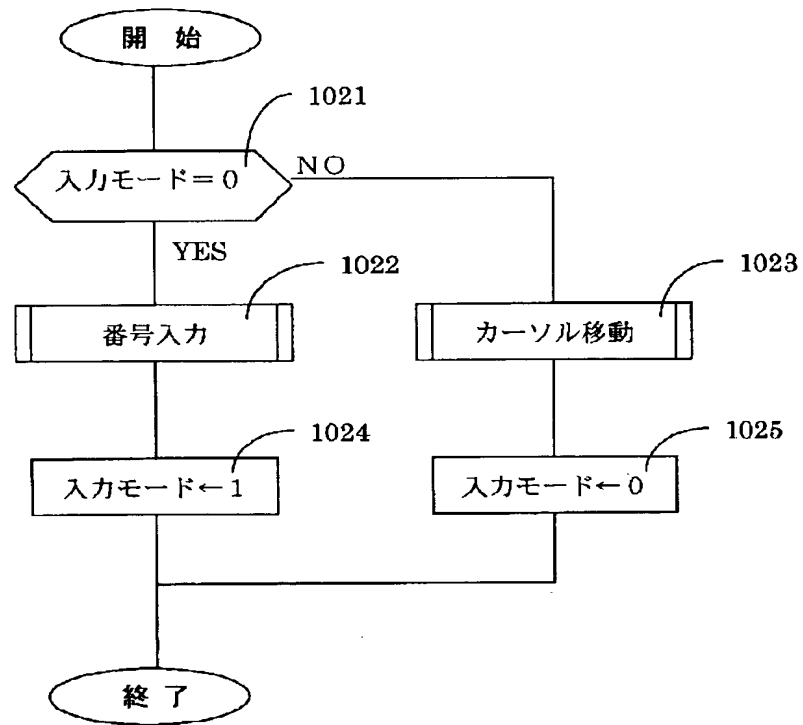 開 始
1021
入力モード＝0
NO
YES
1022
1023
番号入力
カーソル移動
1024
1025
入力モード←1
入力モード←0
終 了